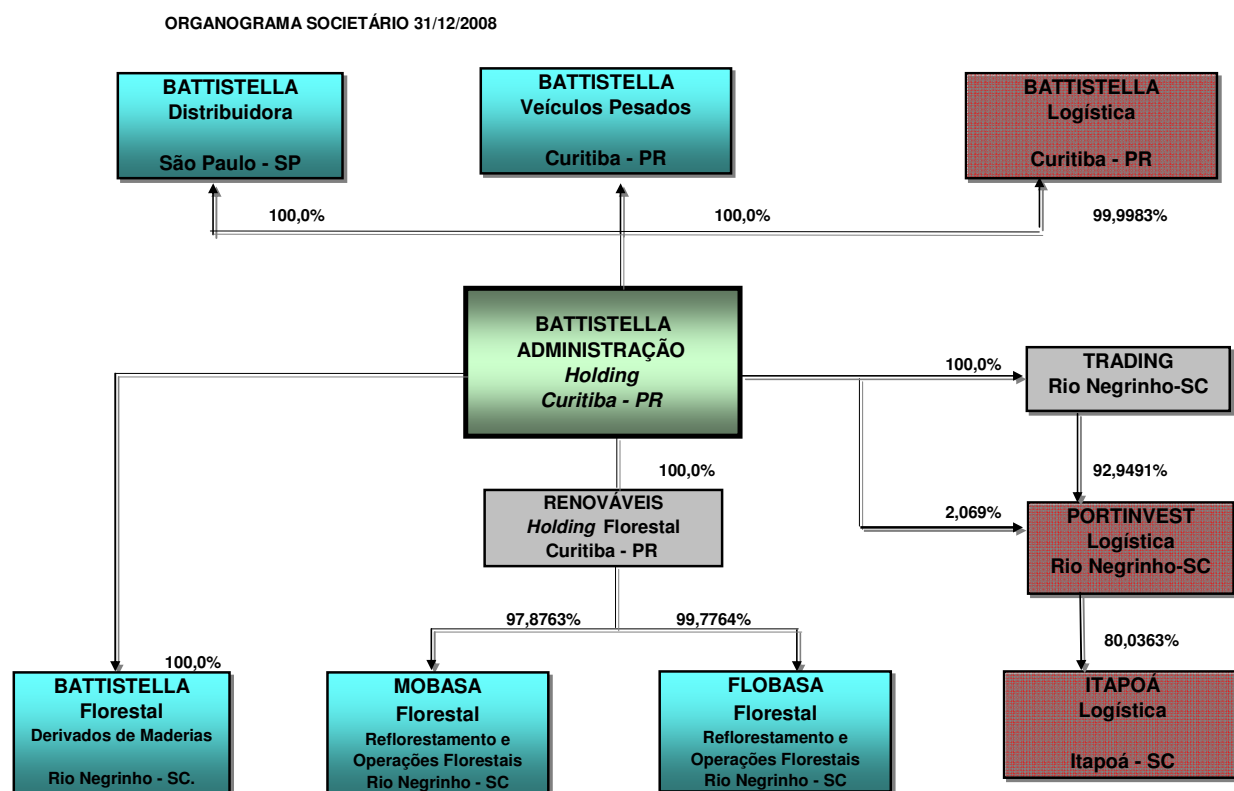 ORGANOGRAMA SOCIETÁRIO 31/12/2008
BATTISTELLA
Distribuidora
São Paulo - SP
BATTISTELLA
Veículos Pesados
Curitiba - PR
BATTISTELLA
Logística
Curitiba - PR
100,0%
100,0%
99,9983%
BATTISTELLA
ADMINISTRAÇÃO
Holding
Curitiba - PR
100,0%
TRADING
Rio Negrinho-SC
92,9491%
100,0%
RENOVÁVEIS
Holding Florestal
Curitiba - PR
2,069%
PORTINVEST
Logística
Rio Negrinho-SC
97,8763%
99,7764%
80,0363%
100,0%
BATTISTELLA
Florestal
Derivados de Maderias
Rio Negrinho - SC.
MOBASA
Florestal
Reflorestamento e
Operações Florestais
Rio Negrinho - SC
FLOBASA
Florestal
Reflorestamento e
Operações Florestais
Rio Negrinho - SC
ITAPOÁ
Logística
Itapoá - SC